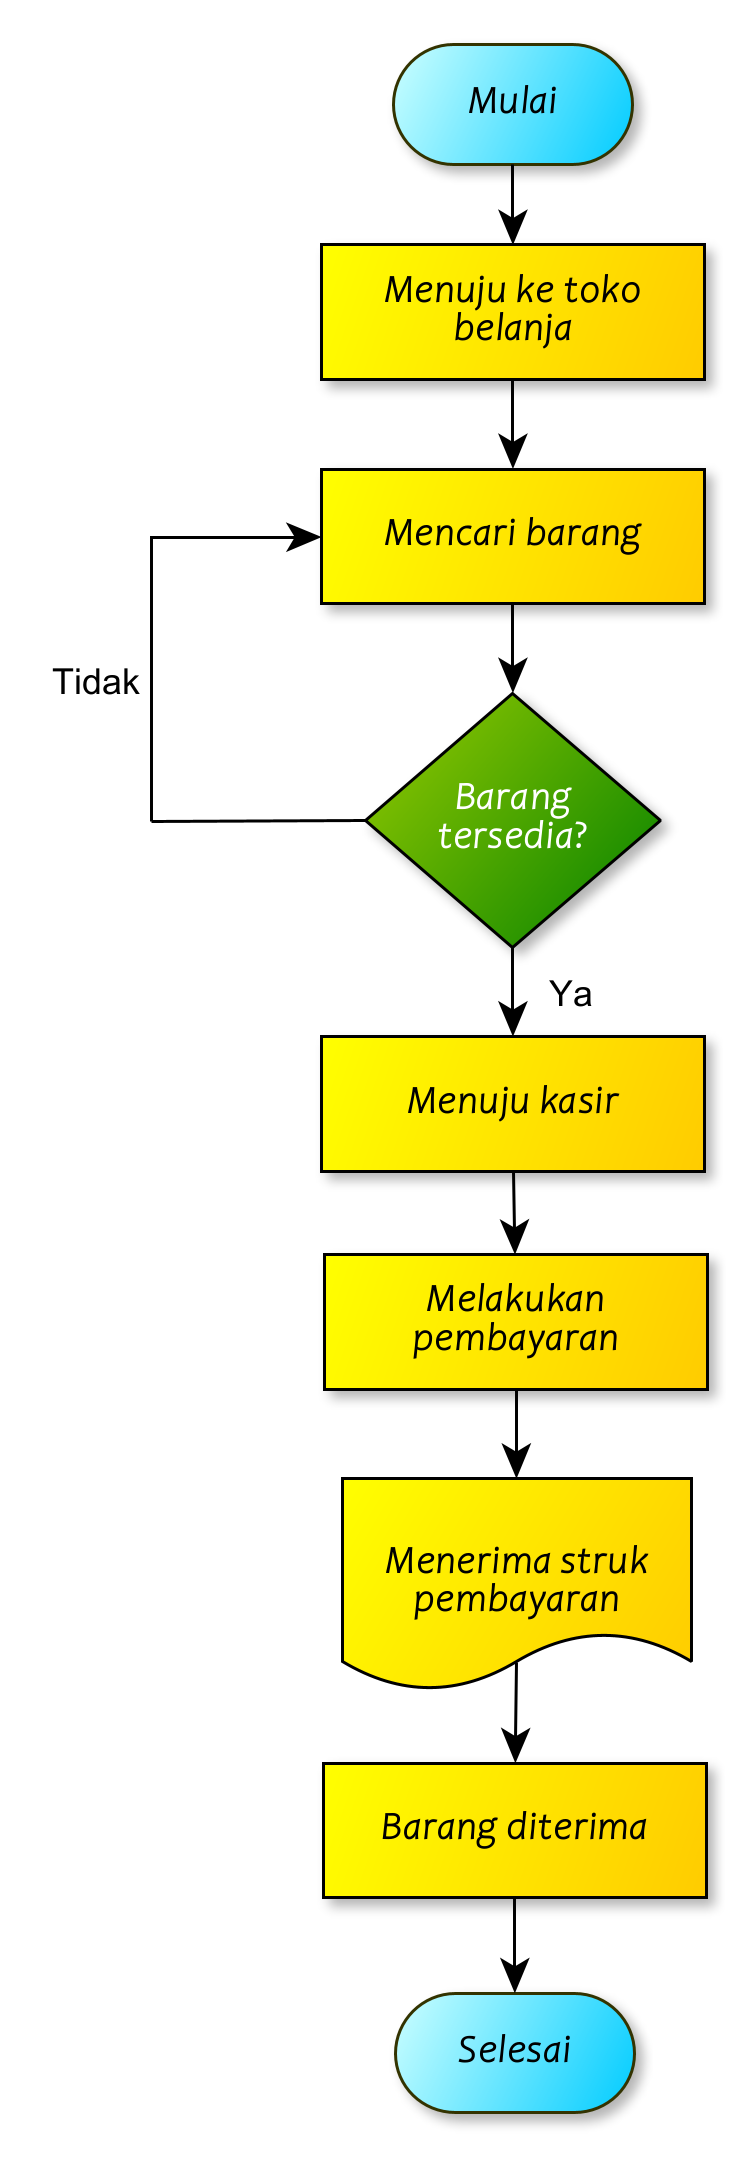 Mulai
Menuju ke toko
belanja
Mencari barang
Tidak
Barang
tersedia?
Ya
Menuju kasir
Melakukan
pembayaran
Menerima struk
pembayaran
Barang diterima
Selesai